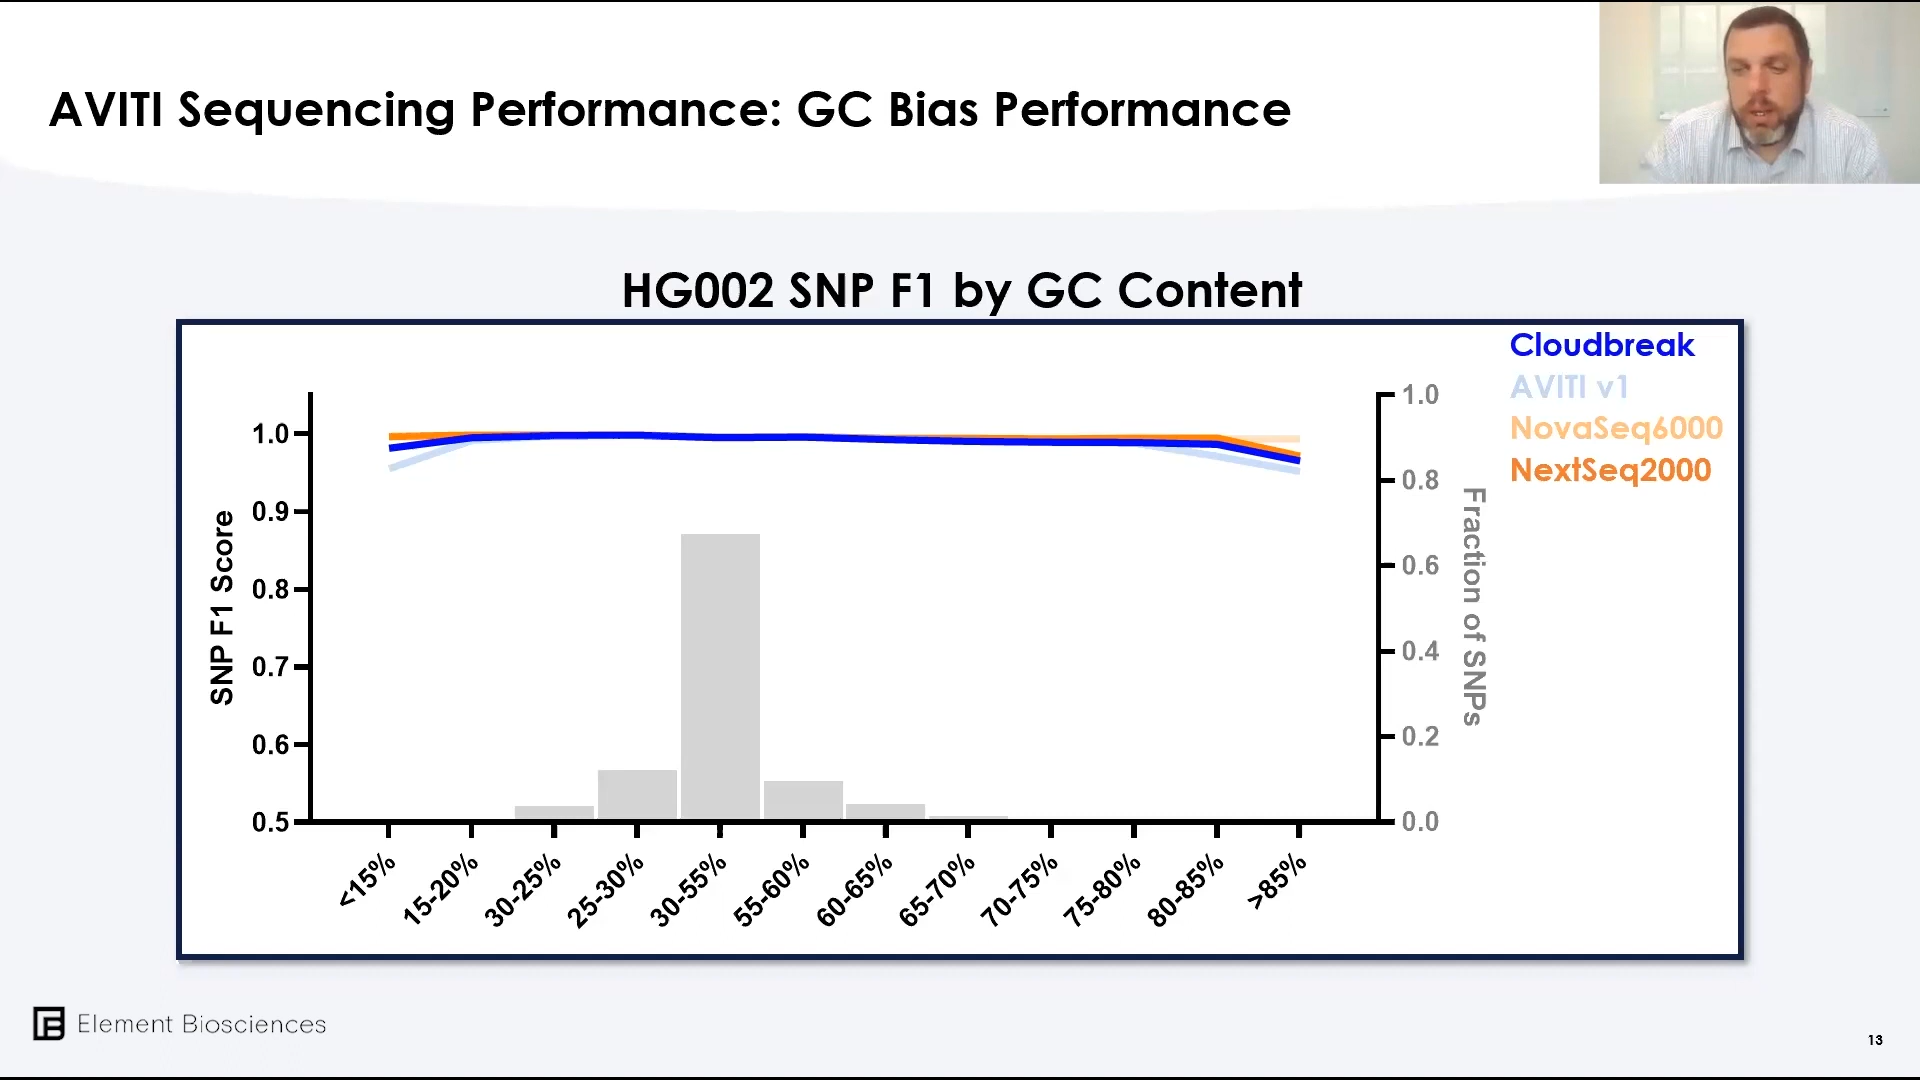 AVITI Sequencing Performance: GC Bias Performance
HG002 SNP F1 by GC Content
Cloudbreak
AVITI v1
NovaSeq6000
NextSeq2000
SNP F1 Score
1.0
0.9
0.8
0.7
0.6
0.5
1.0
0.8
0.6
0.4
0.2
0.0
Fraction of SNPs
<15%
15-20%
30-25%
25-30%
30-55%
55-60%
60-65%
65-70%
70-75%
75-80%
80-85%
>85%
Element Biosciences
13